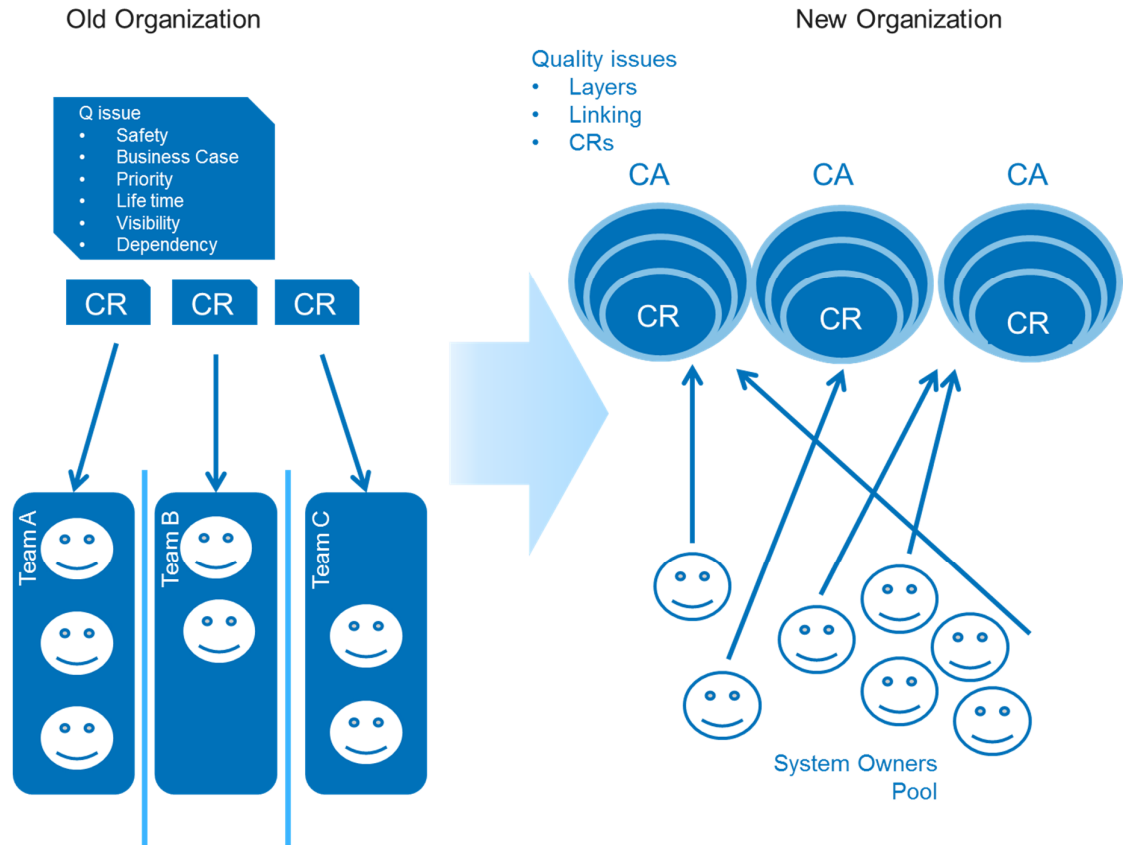 Old Organization
New Organization
Q issue
• Safety
• Business Case
• Priority
• Life time
• Visibility
• Dependency
CR
CR
CR
Team A
Team B
Team C
Quality issues
• Layers
• Linking
• CRs
CA
CA
CA
CR
CR
CR
System Owners
Pool